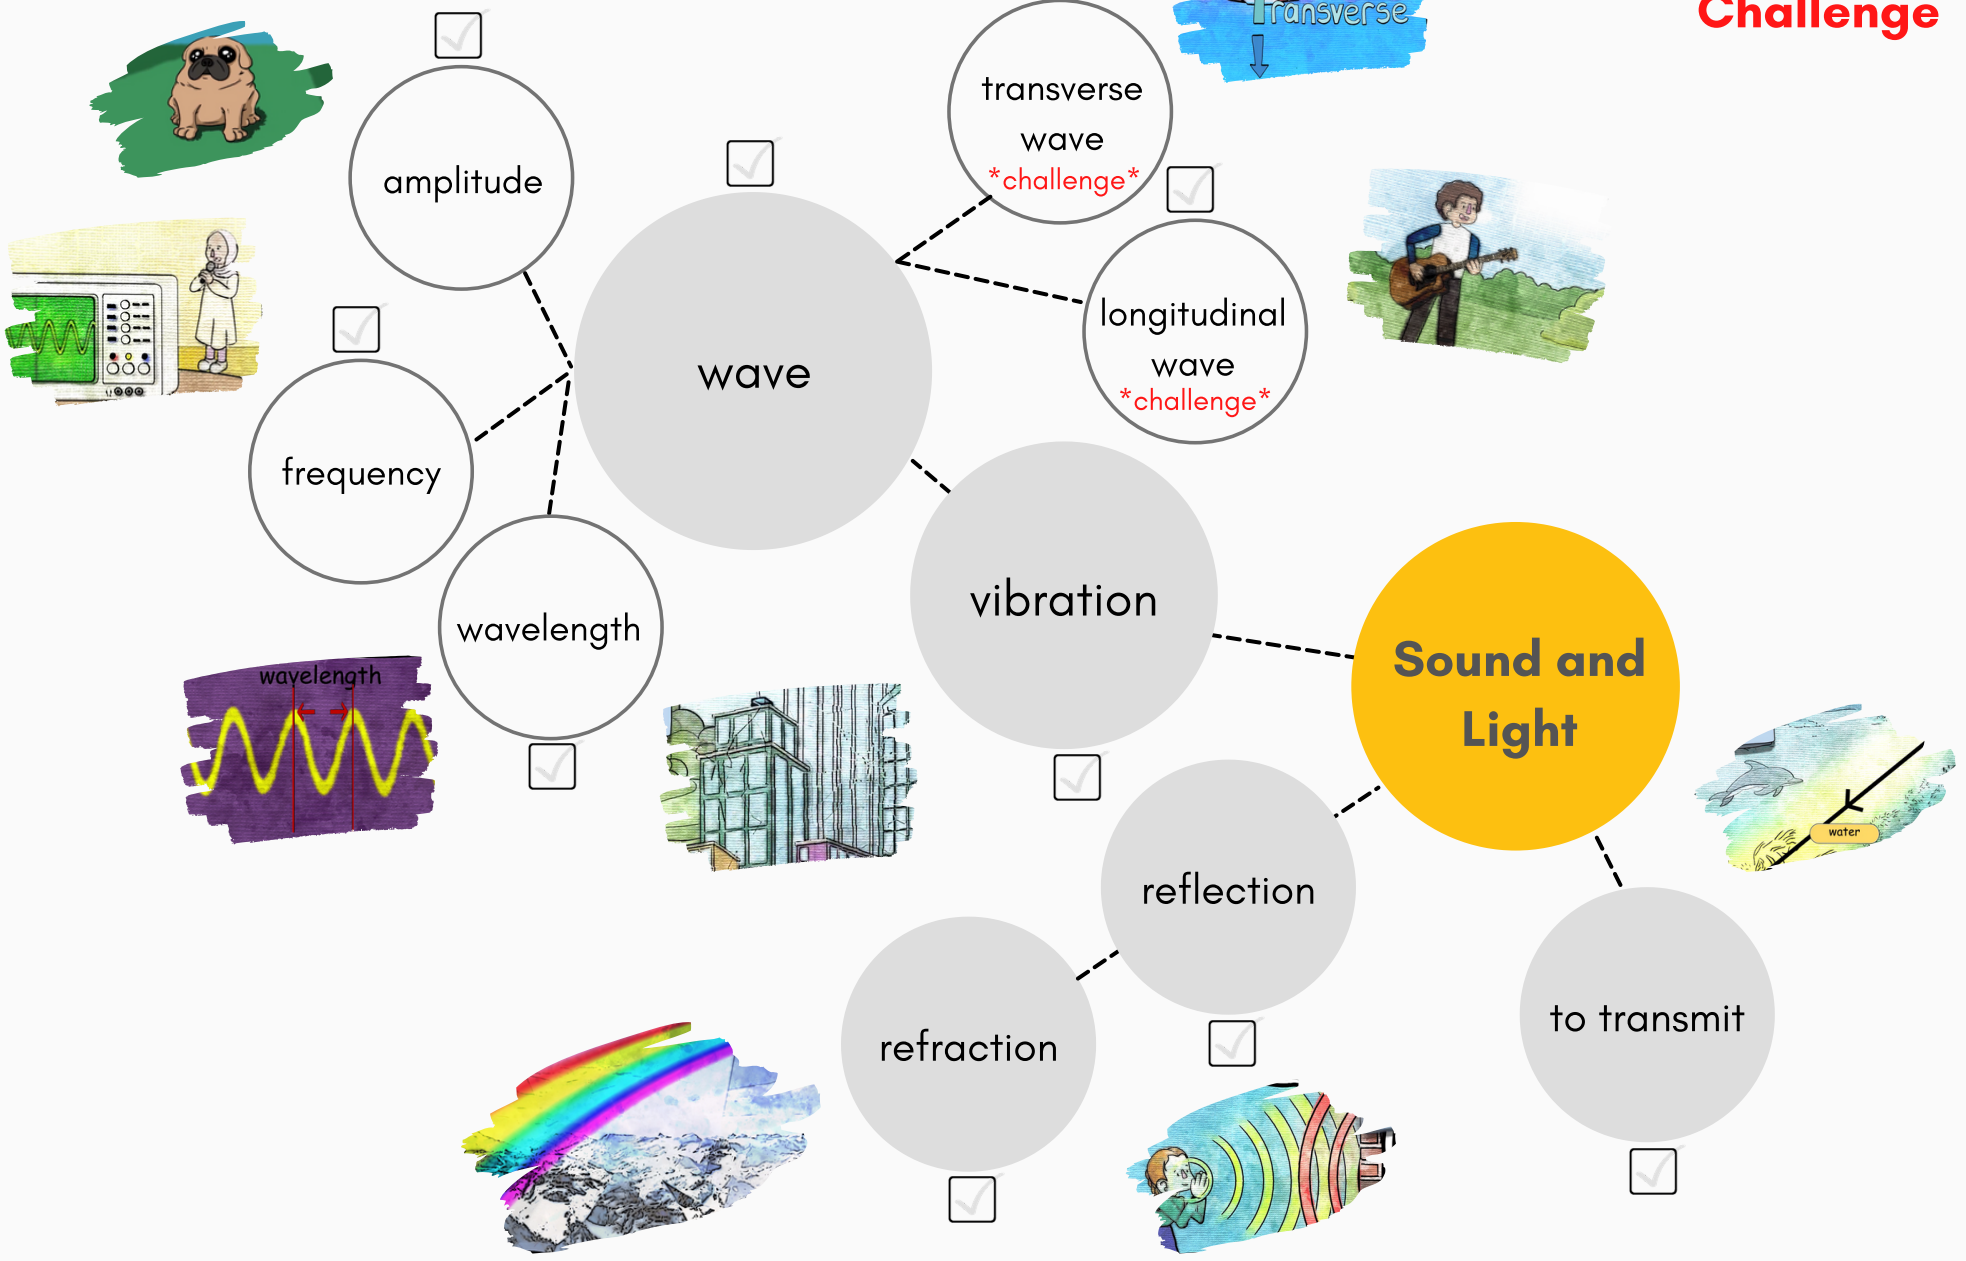 Transverse
Challenge
transverse
wave
*challenge*
amplitude
longitudinal
wave
*challenge*
wave
frequency
vibration
wavelength
Sound and
Light
wavelength
water
reflection
to transmit
refraction